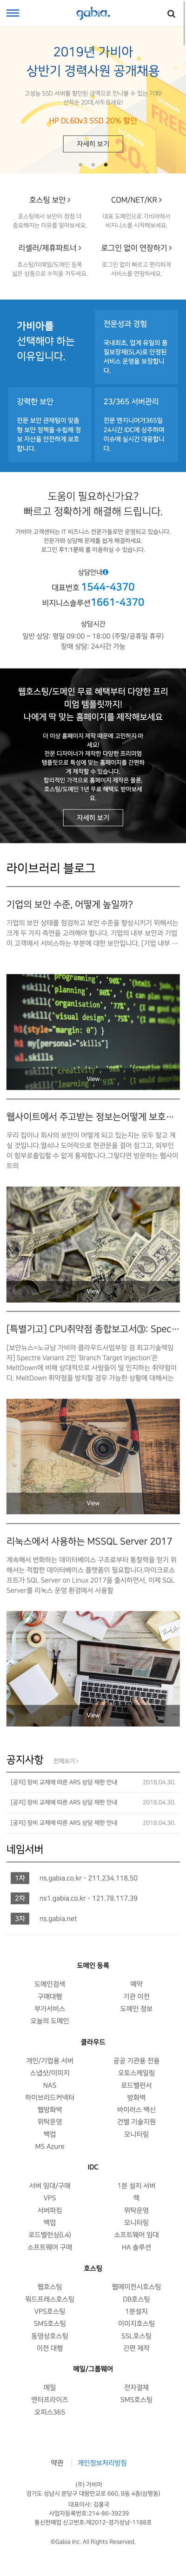 gabia.
2019년 가비아
상반기 경력사원 공개채용
고성능 SSD 서버를 할인된 금액으로 만나볼 수 있는 기회!
선착순 200대,서두르세요!
HP DL60v3 SSD 20% 할인
자세히 보기
호스팅 보안 >
호스팅에서 보안이 점점 더
중요해지는 이유를 알아보세요.
COM/NET/KR >
대표 도메인으로 가비아에서
비지니스를 시작해보세요.
리셀러/제휴파트너 >
호스팅/이메일/도메인 등록
넓은 상품으로 수익을 거두세요.
로그인 없이 연장하기 >
로그인 없이 빠르고 편리하게
서비스를 연장하세요.
가비아를
선택해야 하는
이유입니다.
전문성과 경험
국내최초, 업계 유일의 품
질보장제(SLA)로 안정된
서비스 운영을 보장합니
다.
강력한 보안
전문 보안 관제팀이 맞춤
형 보안 정책을 수립해 정
보 자산을 안전하게 보호
합니다.
23/365 서버관리
전문 엔지니어가365일
24시간 IDC에 상주하며
이슈에 실시간 대응합니
다.
도움이 필요하신가요?
빠르고 정확하게 해결해 드립니다.
가비아 고객센터는 IT 비즈니스 전문가들로만 운영되고 있습니다.
전문가와 상담해 문제를 쉽게 해결하세요.
로그인 후1:1문의 를 이용하실 수 있습니다.
상담안내
대표번호 1544-4370
비지니스솔루션1661-4370
상담시간
일반 상담: 평일 09:00 – 18:00 (주말/공휴일 휴무)
장애 상담: 24시간 가능
웹호스팅/도메인 무료 혜택부터 다양한 프리
미엄 템플릿까지!
나에게 딱 맞는 홈페이지를 제작해보세요
더 이상 홈페이지 제작 때문에 고민하지 마
세요!
전문 디자이너가 제작한 다양한 프리미엄
템플릿으로 특성에 맞는 홈페이지를 간편하
게 제작할 수 있습니다.
합리적인 가격으로 홈페이지 제작은 물론,
호스팅/도메인 1년 무료 혜택도 받아보세
요.
자세히 보기
라이브러리 블로그
기업의 보안 수준, 어떻게 높일까?
기업의 보안 상태를 점검하고 보안 수준을 향상시키기 위해서는
크게 두 가지 측면을 고려해야 합니다. 기업의 내부 보안과 기업
이 고객에서 서비스하는 부분에 대한 보안입니다. [기업 내부 ···
View
웹사이트에서 주고받는 정보는어떻게 보호···
우리 집이나 회사의 보안이 어떻게 되고 있는지는 모두 알고 계
실 것입니다.열쇠나 도어락으로 현관문을 걸어 잠그고, 외부인
이 함부로출입할 수 없게 통제합니다.그렇다면 방문하는 웹사이
트의
View
[특별기고] CPU취약점 종합보고서③: Spec···
[보안뉴스=노규남 가비아 클라우드사업부장 겸 최고기술책임
자] Spectre Variant 2인 'Branch Target Injection'은
MeltDown에 비해 상대적으로 사람들이 덜 인지하는 취약점이
다. MeltDown 취약점을 방지할 경우 가능한 상황에 대해서는
View
리눅스에서 사용하는 MSSQL Server 2017
계속해서 변화하는 데이터베이스 구조로부터 통찰력을 얻기 위
해서는 적합한 데이터베이스 플랫폼이 필요합니다.마이크로소
프트가 SQL Server on Linux 2017을 출시하면서, 이제 SQL
Server를 리눅스 운영 환경에서 사용할
View
공지사항 전체보기 >
[공지] 장비 교체에 따른 ARS 상담 제한 안내 2018.04.30.
[공지] 장비 교체에 따른 ARS 상담 제한 안내 2018.04.30.
[공지] 장비 교체에 따른 ARS 상담 제한 안내 2018.04.30.
네임서버
1차 ns.gabia.co.kr - 211.234.118.50
2차 ns1.gabia.co.kr - 121.78.117.39
3차 ns.gabia.net
도메인 등록
도메인검색 예약
구매대행 기관 이전
부가서비스 도메인 정보
오늘의 도메인
클라우드
개인/기업용 서버 공공 기관용 전용
스냅샷/이미지 오토스케일링
NAS 로드밸런서
하이브리드커넥터 방화벽
웹방화벽 바이러스 백신
위탁운영 건별 기술지원
백업 모니터링
MS Azure
IDC
서버 임대/구매 1분 설치 서버
VPS 랙
서버파킹 위탁운영
백업 모니터링
로드밸런싱(L4) 소프트웨어 임대
소프트웨어 구매 HA 솔루션
호스팅
웹호스팅 웹에이전시호스팅
워드프레스호스팅 DB호스팅
VPS호스팅 1분설치
SMS호스팅 이미지호스팅
동영상호스팅 SSL호스팅
이전 대행 간편 제작
메일/그룹웨어
메일 전자결재
엔터프라이즈 SMS호스팅
오피스365
약관 | 개인정보처리방침
(주) 가비아
경기도 성남시 분당구 대왕판교로 660, B동 4층(삼평동)
대표이사: 김홍국
사업자등록번호:214-86-39239
통신판매업 신고번호:제2012-경기성남-1188호
©Gabia Inc. All Rights Reserved.